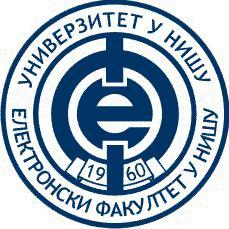 УНИВЕРЗИТЕТ У НИШУ
е
19 60
ЕЛЕКТРОНСКИ ФАКУЛТЕТ У НИШУ